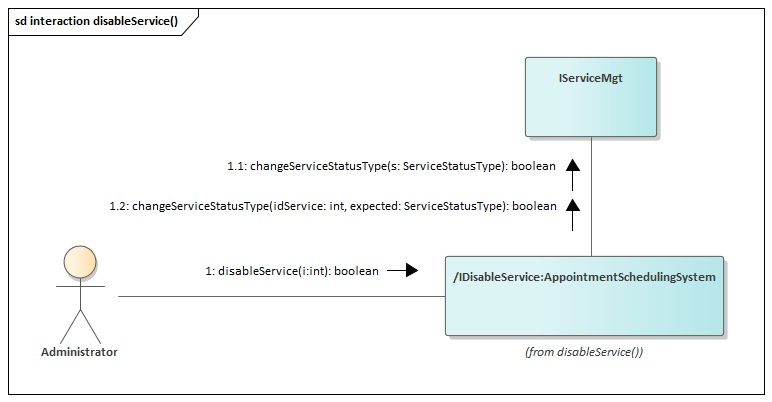 sd interaction disableService()
IServiceMgt
1.1: changeServiceStatusType(s: ServiceStatusType): boolean
1.2: changeServiceStatusType(idService: int, expected: ServiceStatusType): boolean
1: disableService(i:int): boolean
/IDisableService:AppointmentSchedulingSystem
Administrator
(from disableService())